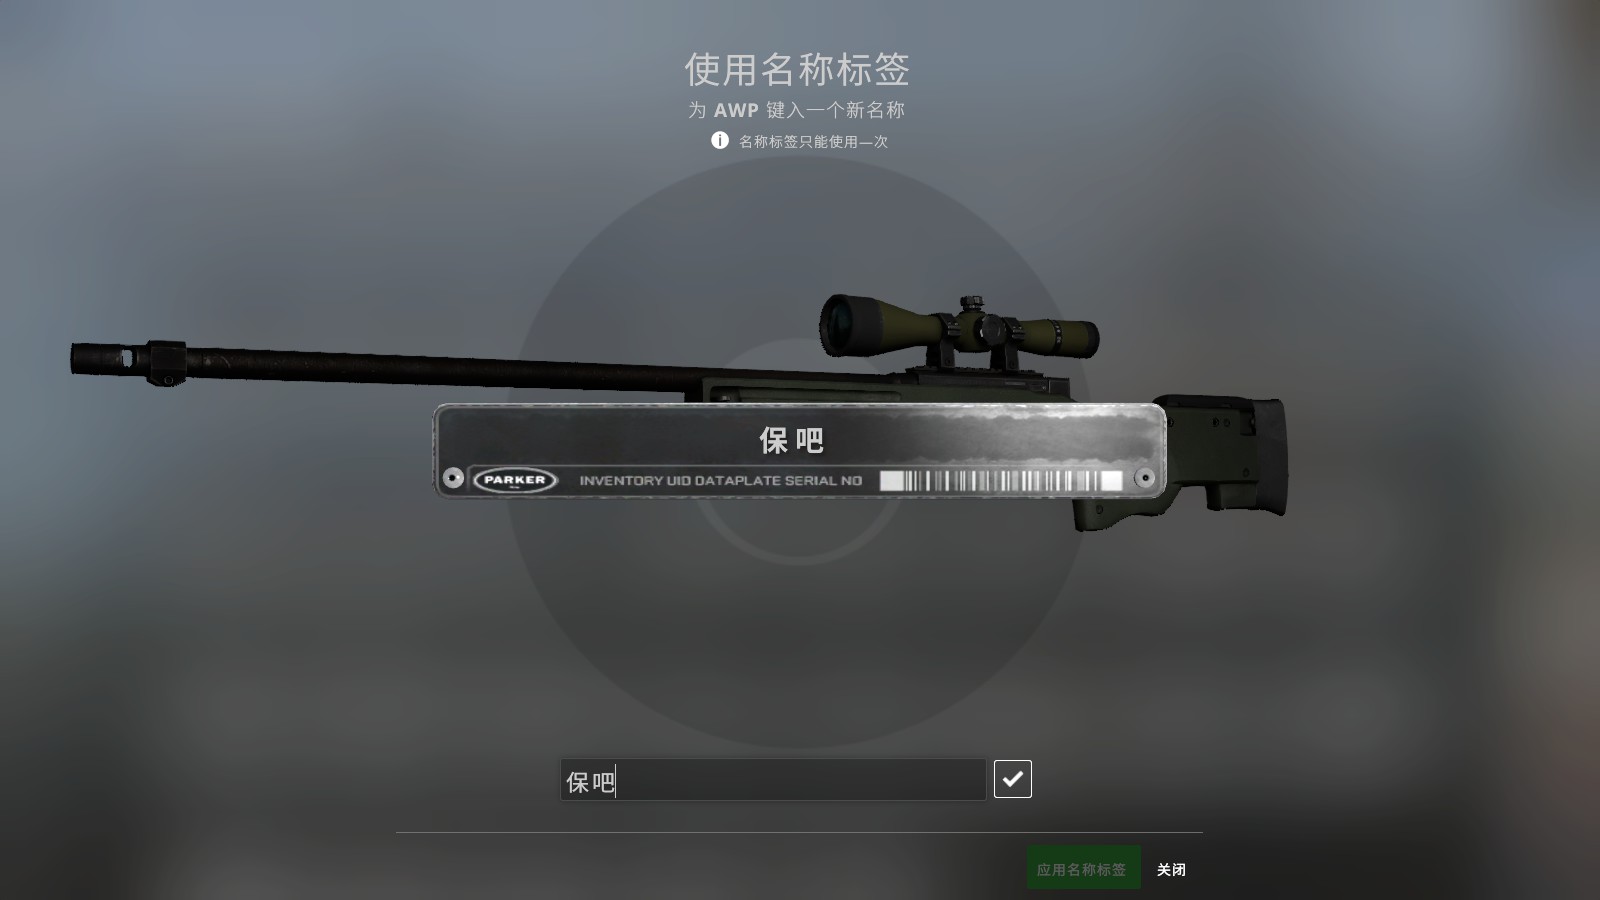 使用名称标签
为 AWP 键入一个新名称
名称标签只能使用一次
保吧
PARKER
INVENTORY UID DATAPLATE SERIAL NO
保吧
应用名称标签
关闭